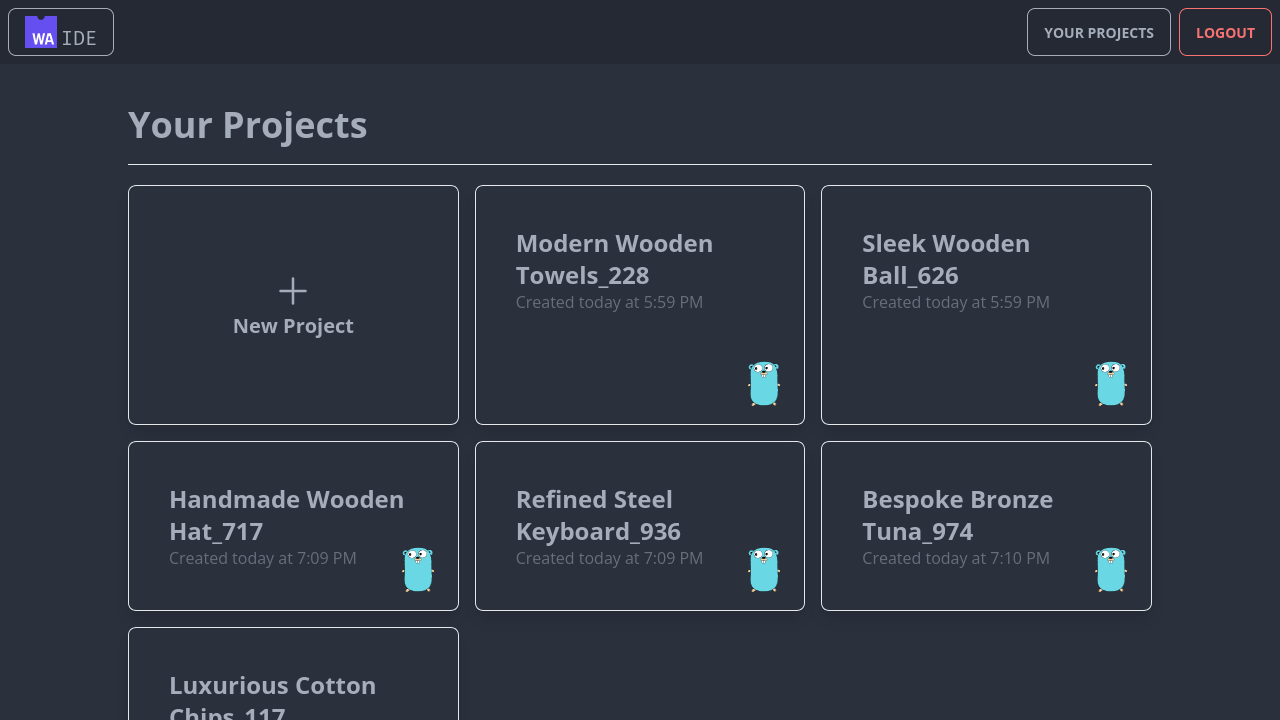 WA IDE
YOUR PROJECTS
LOGOUT
Your Projects
New Project
Modern Wooden
Towels_228
Created today at 5:59 PM
Sleek Wooden
Ball_626
Created today at 5:59 PM
Handmade Wooden
Hat_717
Created today at 7:09 PM
Refined Steel
Keyboard_936
Created today at 7:09 PM
Bespoke Bronze
Tuna_974
Created today at 7:10 PM
Luxurious Cotton
Chips_117